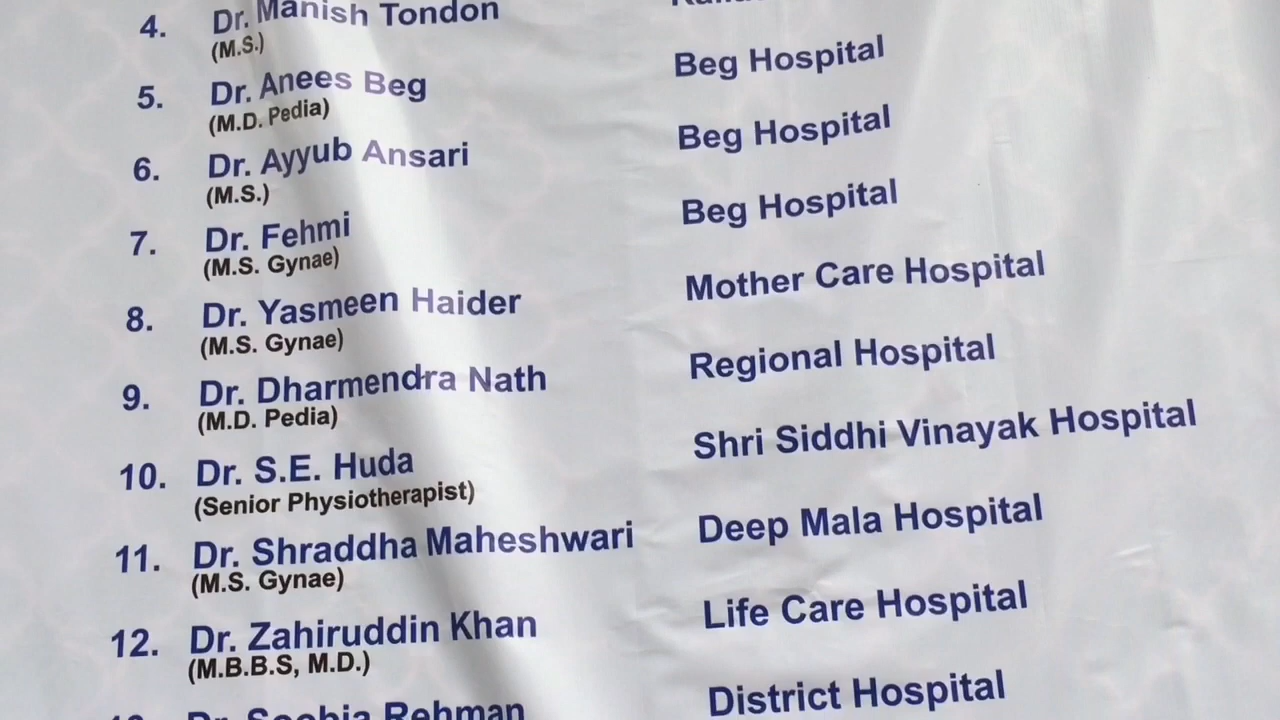 4. Dr. Manish Tondon
(M.S.)
5. Dr. Anees Beg Beg Hospital
(M.D. Pedia)
6. Dr. Ayyub Ansari Beg Hospital
(M.S.)
7. Dr. Fehmi Beg Hospital
(M.S. Gynae)
8. Dr. Yasmeen Haider Mother Care Hospital
(M.S. Gynae)
9. Dr. Dharmendra Nath Regional Hospital
(M.D. Pedia)
10. Dr. S.E. Huda Shri Siddhi Vinayak Hospital
(Senior Physiotherapist)
11. Dr. Shraddha Maheshwari Deep Mala Hospital
(M.S. Gynae)
12. Dr. Zahiruddin Khan Life Care Hospital
(M.B.B.S, M.D.)
Dr. Rehman District Hospital